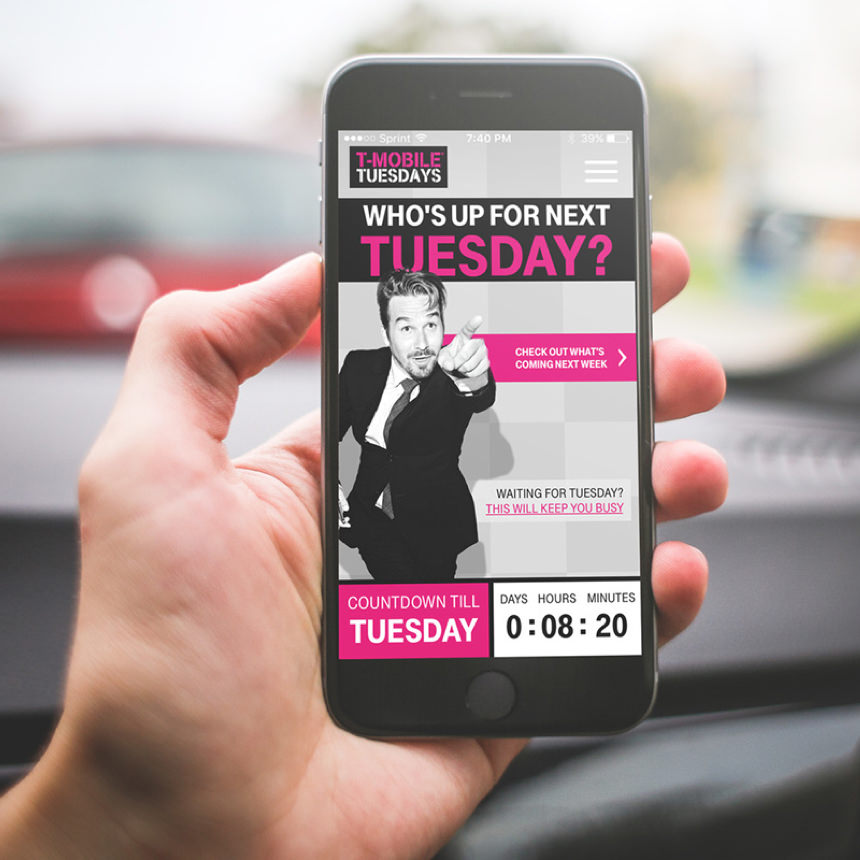 Sprint 7:40 PM 39%
T-MOBILE
TUESDAYS
WHO'S UP FOR NEXT
TUESDAY?
CHECK OUT WHAT'S
COMING NEXT WEEK
WAITING FOR TUESDAY?
THIS WILL KEEP YOU BUSY
COUNTDOWN TILL
TUESDAY
DAYS HOURS MINUTES
0:08:20